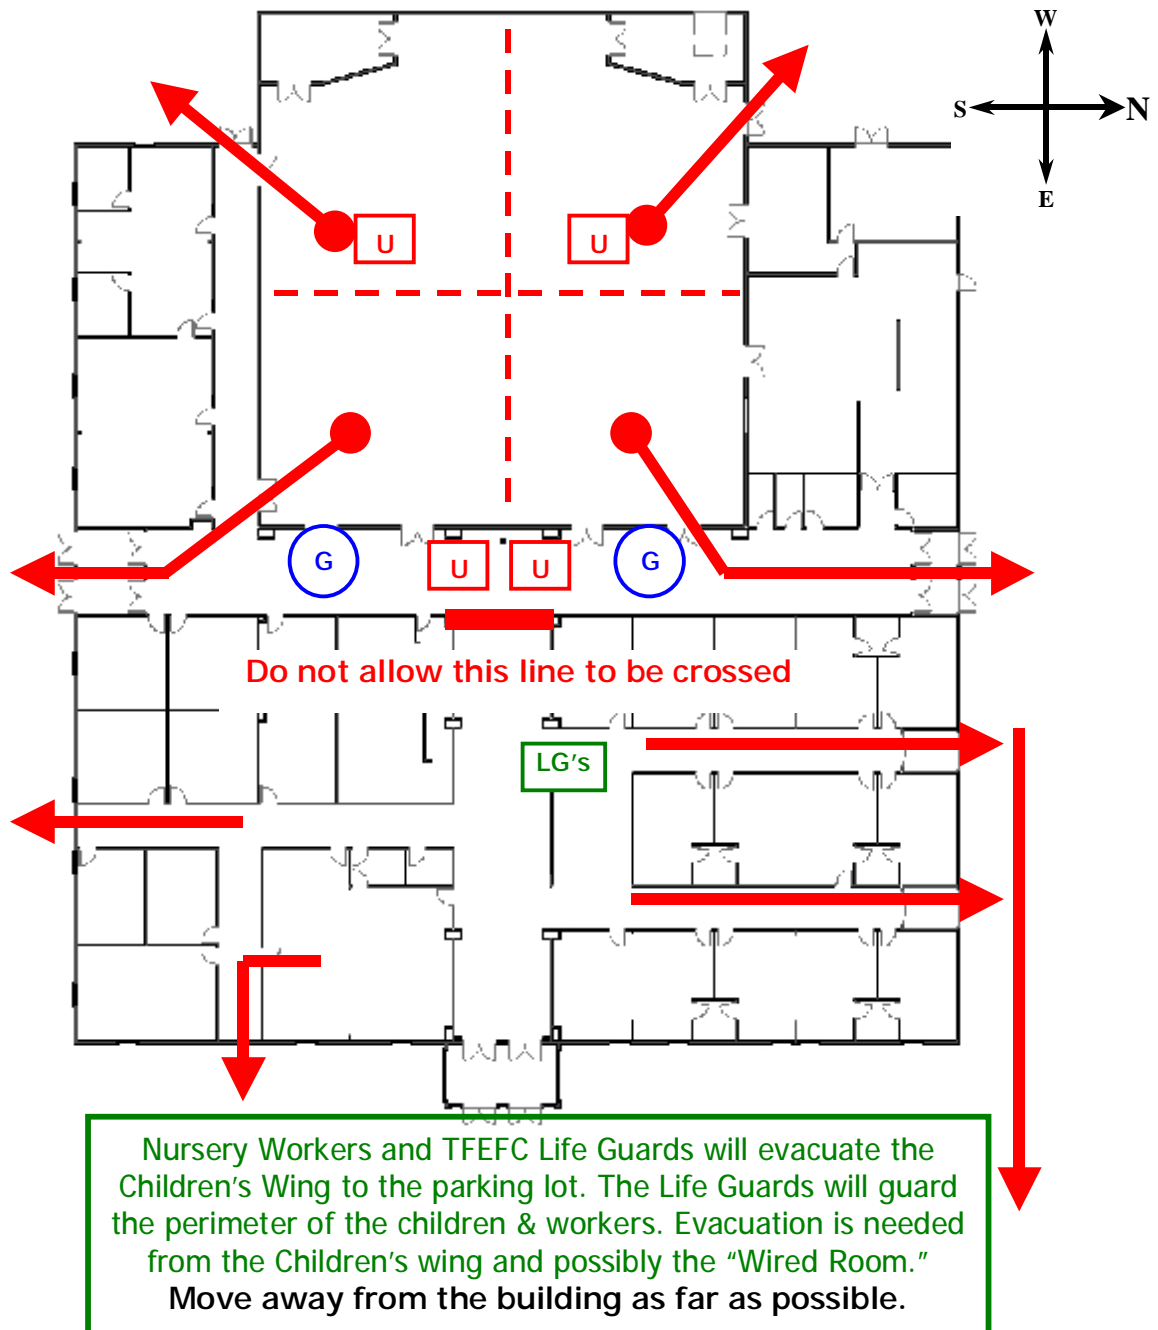 W
S N
E
U U
G U U G
Do not allow this line to be crossed
LG's
Nursery Workers and TFEFC Life Guards will evacuate the
Children's Wing to the parking lot. The Life Guards will guard
the perimeter of the children & workers. Evacuation is needed
from the Children's wing and possibly the “Wired Room.”
Move away from the building as far as possible.